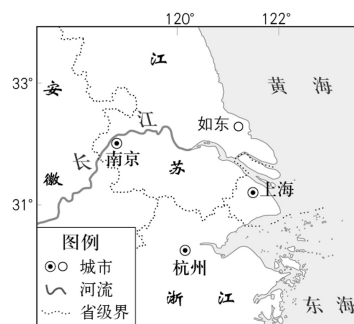 120°
122°
33°
安
江
黄海
如东
江
长
南京
苏
徽
上海
31°
图例
城市
河流
省级界
杭州
浙江
东海